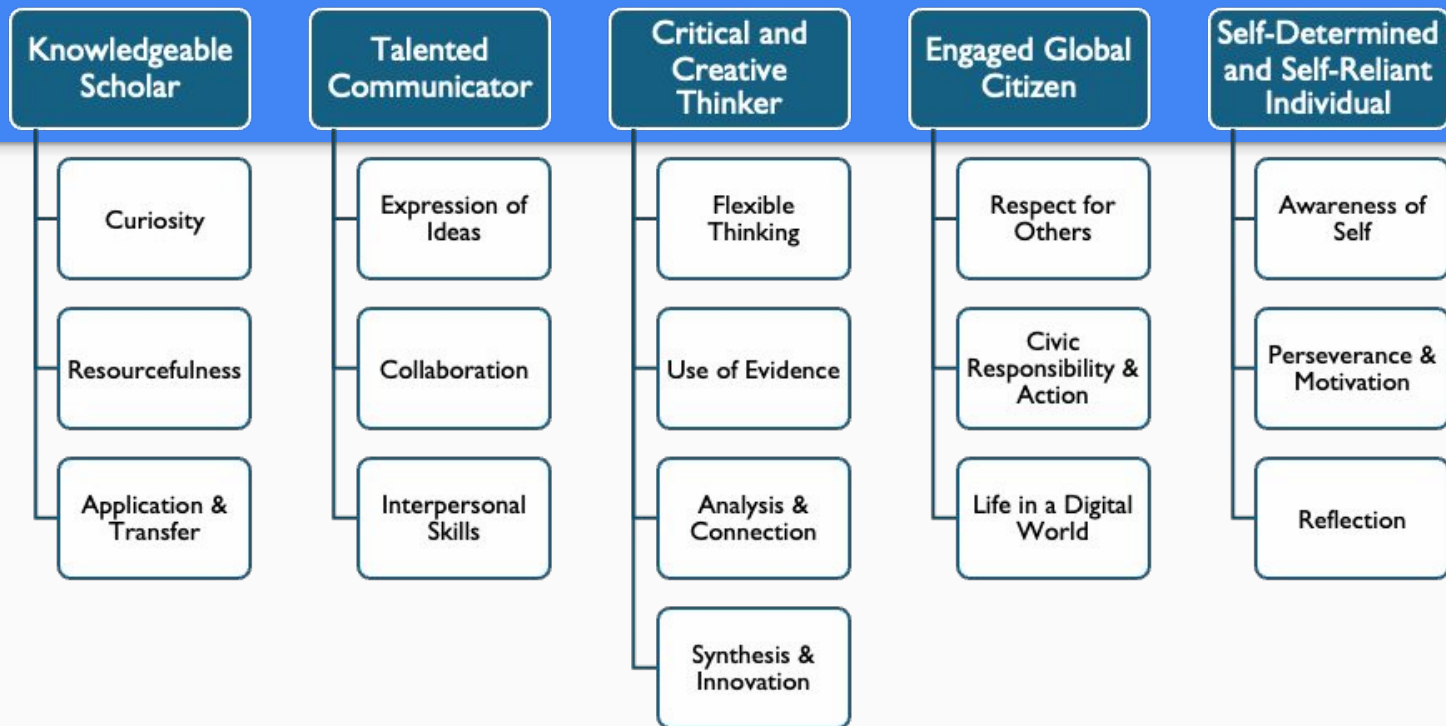 Knowledgeable
Scholar
Curiosity
Resourcefulness
Application &
Transfer
Talented
Communicator
Expression of
Ideas
Collaboration
Interpersonal
Skills
Critical and
Creative
Thinker
Flexible
Thinking
Use of Evidence
Analysis &
Connection
Synthesis &
Innovation
Engaged Global
Citizen
Respect for
Others
Civic
Responsibility &
Action
Life in a Digital
World
Self-Determined
and Self-Reliant
Individual
Awareness of
Self
Perseverance &
Motivation
Reflection